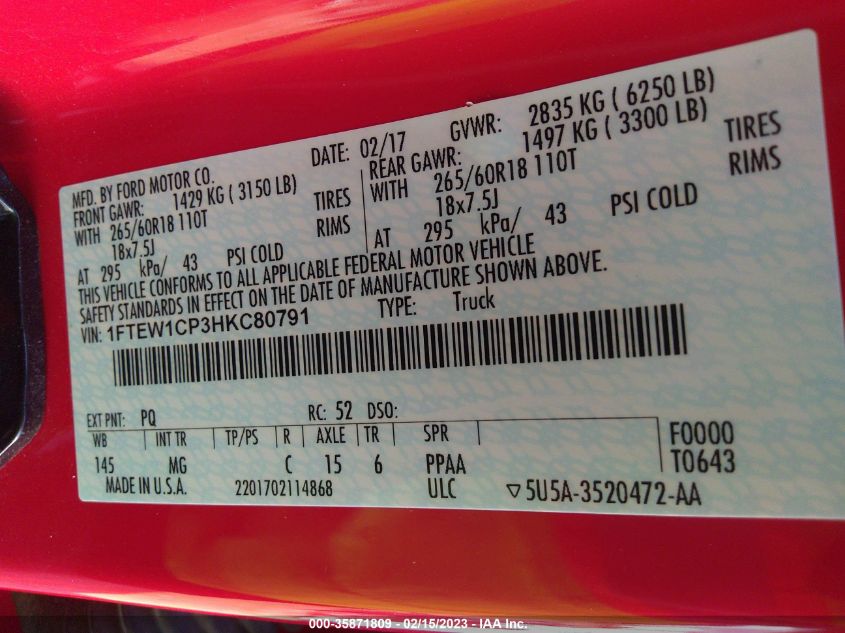 MFD. BY FORD MOTOR CO. DATE: 02/17 GVWR: 2835 KG ( 6250 LB)
FRONT GAWR: 1429 KG ( 3150 LB) REAR GAWR: 1497 KG ( 3300 LB)
WITH 265/60R18 110T TIRES WITH 265/60R18 110T TIRES
18x7.5J RIMS 18x7.5J RIMS
AT 295 kPa/ 43 PSI COLD AT 295 kPa/ 43 PSI COLD
THIS VEHICLE CONFORMS TO ALL APPLICABLE FEDERAL MOTOR VEHICLE
SAFETY STANDARDS IN EFFECT ON THE DATE OF MANUFACTURE SHOWN ABOVE.
VIN: 1FTEW1CP3HKC80791 TYPE: Truck
EXT PNT: PQ RC: 52 DSO:
WB INT TR TP/PS R AXLE TR SPR F0000
145 MG C 15 6 PPAA T0643
MADE IN U.S.A. 2201702114868 ULC ▽5U5A-3520472-AA
000-35871809 - 02/15/2023 - IAA Inc.